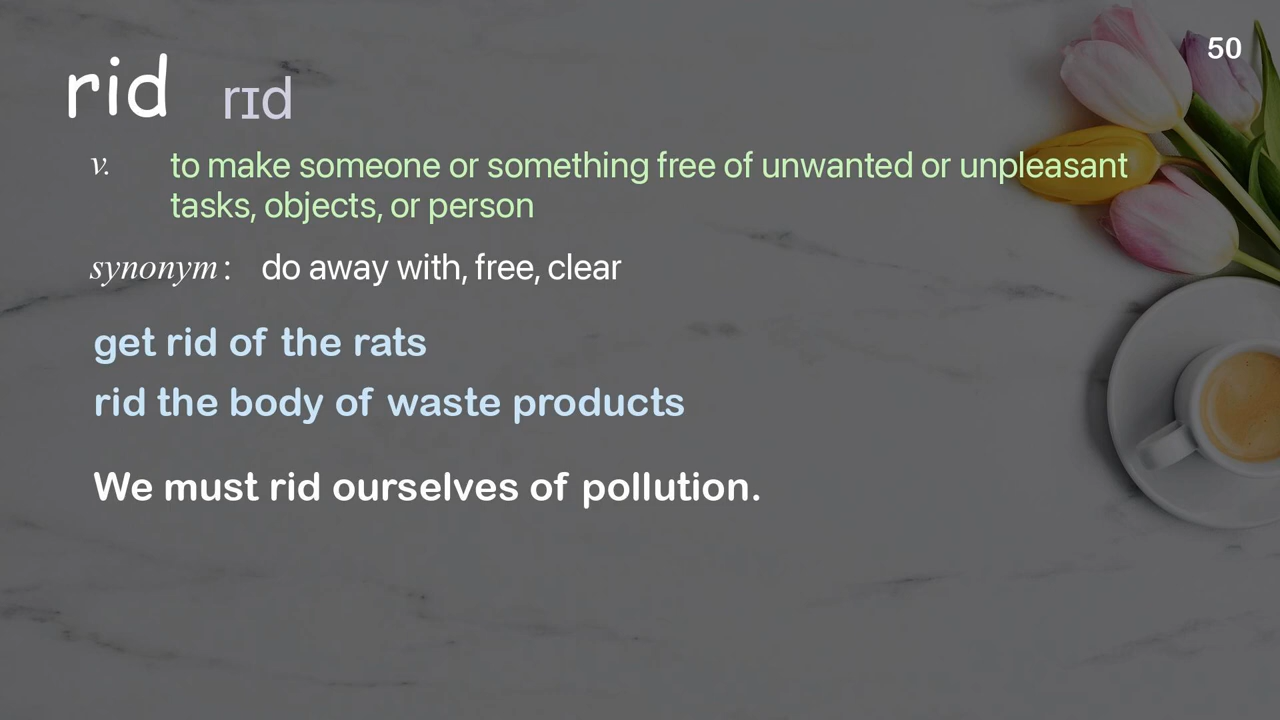 50
rid rɪd
v. to make someone or something free of unwanted or unpleasant
tasks, objects, or person
synonym: do away with, free, clear
get rid of the rats
rid the body of waste products
We must rid ourselves of pollution.